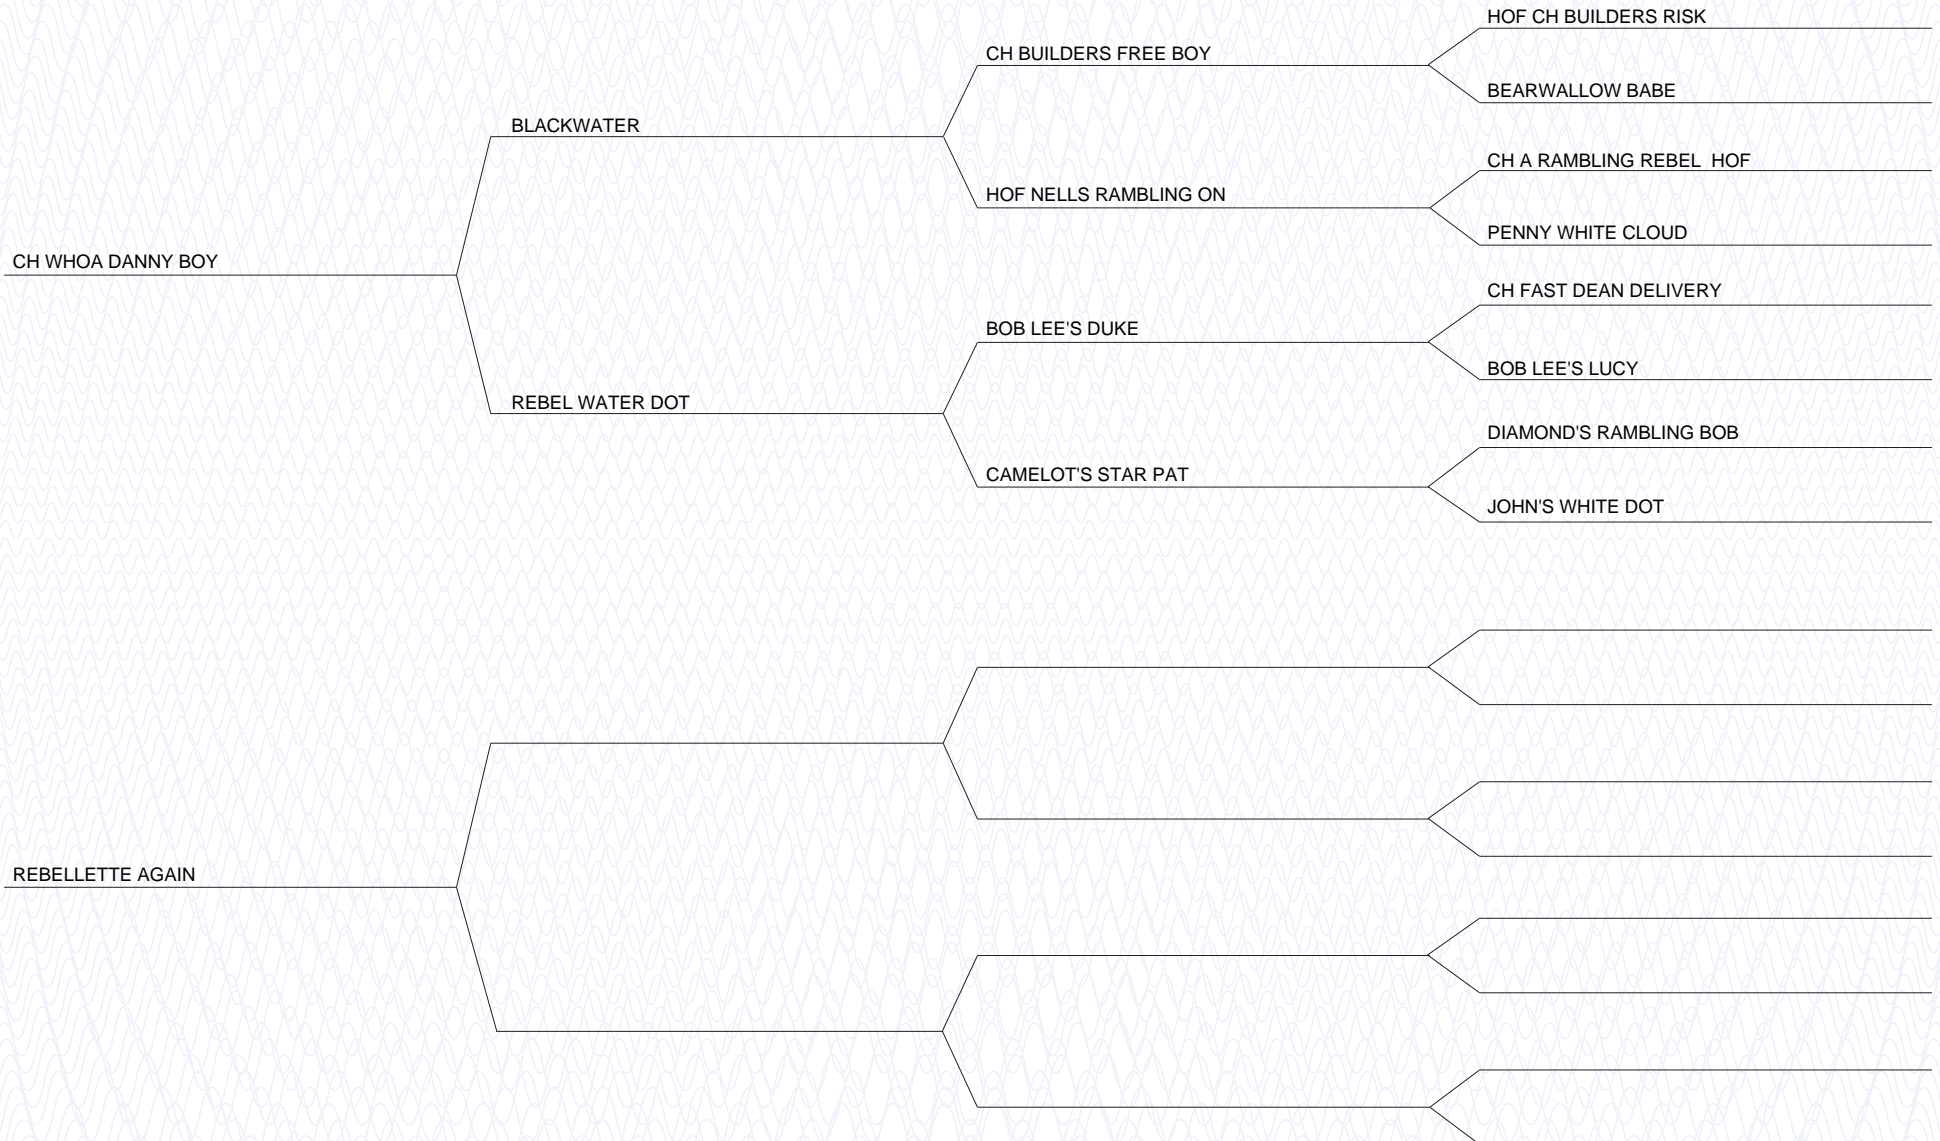 HOF CH BUILDERS RISK
CH BUILDERS FREE BOY
BEARWALLOW BABE
BLACKWATER
CH A RAMBLING REBEL  HOF
HOF NELLS RAMBLING ON
PENNY WHITE CLOUD
CH WHOA DANNY BOY
CH FAST DEAN DELIVERY
BOB LEE'S DUKE
BOB LEE'S LUCY
REBEL WATER DOT
DIAMOND'S RAMBLING BOB
CAMELOT'S STAR PAT
JOHN'S WHITE DOT
REBELLETTE AGAIN